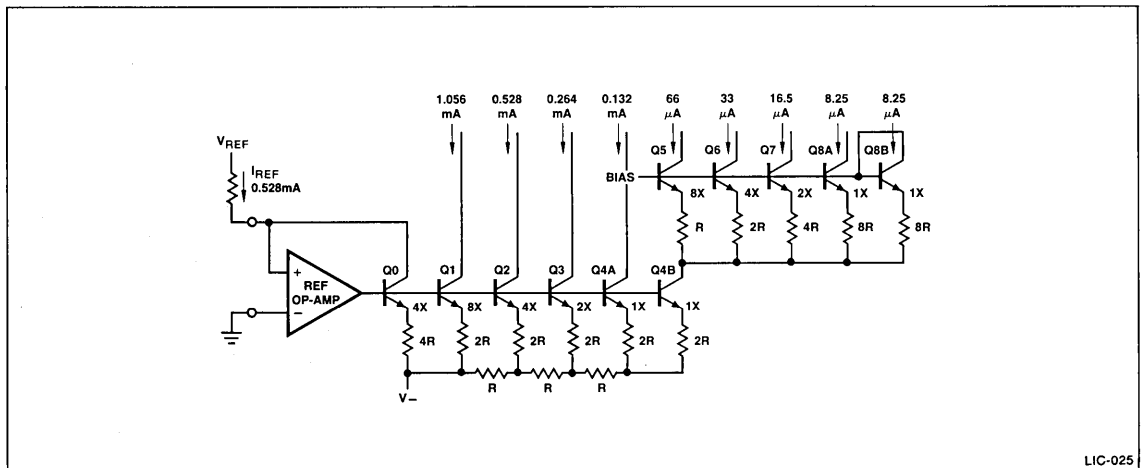 1.056 mA
0.528 mA
0.264 mA
0.132 mA
66 μA
33 μA
16.5 μA
8.25 μA
8.25 μA
VREF
IREF
0.528mA
Q5
Q6
Q7
Q8A
Q8B
BIAS
8X
4X
2X
1X
1X
R
2R
4R
8R
8R
+
REF
OP-AMP
−
Q0
Q1
Q2
Q3
Q4A
Q4B
4X
8X
4X
2X
1X
1X
4R
2R
2R
2R
2R
2R
R
R
R
V−
LIC-025